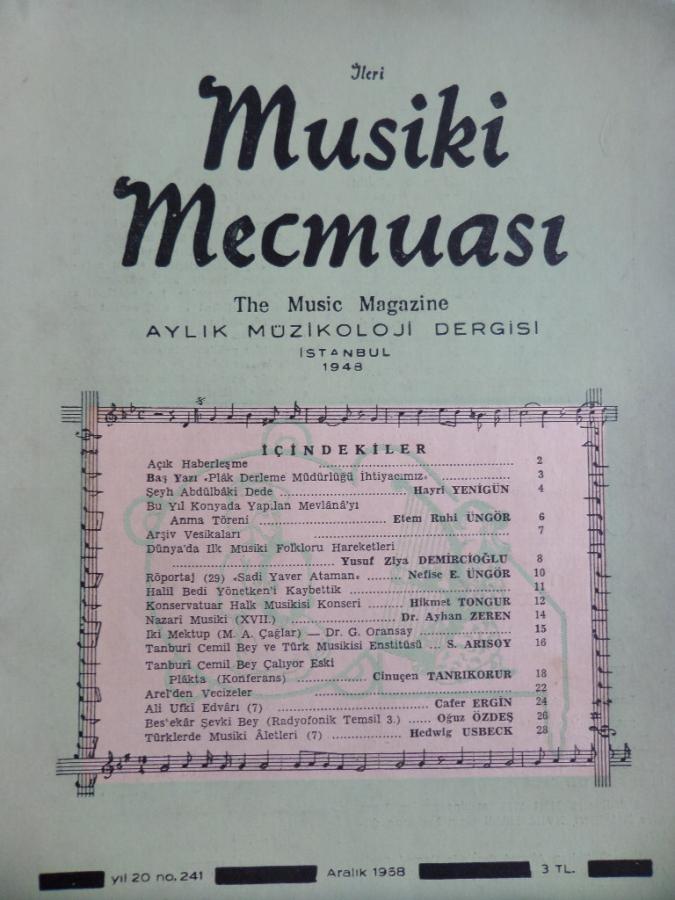 İleri
Musiki
Mecmuası
The Music Magazine
AYLIK MÜZİKOLOJİ DERGİSİ
İSTANBUL
1948
İÇİNDEKİLER
Açık Haberleşme ........ 2
Baş Yazı «Plâk Derleme Müdürlüğü İhtiyacımız» ........ 3
Şeyh Abdülbâki Dede ........ Hayri YENİGÜN 4
Bu Yıl Konyada Yapılan Mevlânâ'yı
Anma Töreni ........ Etem Ruhi ÜNGÖR 6
Arşiv Vesikaları ........ 7
Dünya'da Ilk Musiki Folkloru Hareketleri
........ Yusuf Ziya DEMİRCİOĞLU 8
Röportaj (29) «Sadi Yaver Ataman» ........ Nefise E. ÜNGÖR 10
Halil Bedi Yönetken'i Kaybettik ........ 11
Konservatuar Halk Musikisi Konseri ........ Hikmet TONGUR 12
Nazari Musiki (XVII.) ........ Dr. Ayhan ZEREN 14
Iki Mektup (M. A. Çağlar) — Dr. G. Oransay ........ 15
Tanburi Cemil Bey ve Türk Musikisi Enstitüsü ... S. ARISOY 16
Tanburi Cemil Bey Çalıyor Eski
Plâkta (Konferans) ........ Cinuçen TANRIKORUR 18
Arel'den Vecizeler ........ 22
Ali Ufki Edvârı (7) ........ Cafer ERGİN 24
Bes'ekâr Şevki Bey (Radyofonik Temsil 3.) ...... Oğuz ÖZDEŞ 26
Türklerde Musiki Âletleri (7) ........ Hedwig USBECK 28
yıl 20 no. 241 Aralık 1968 3 TL.